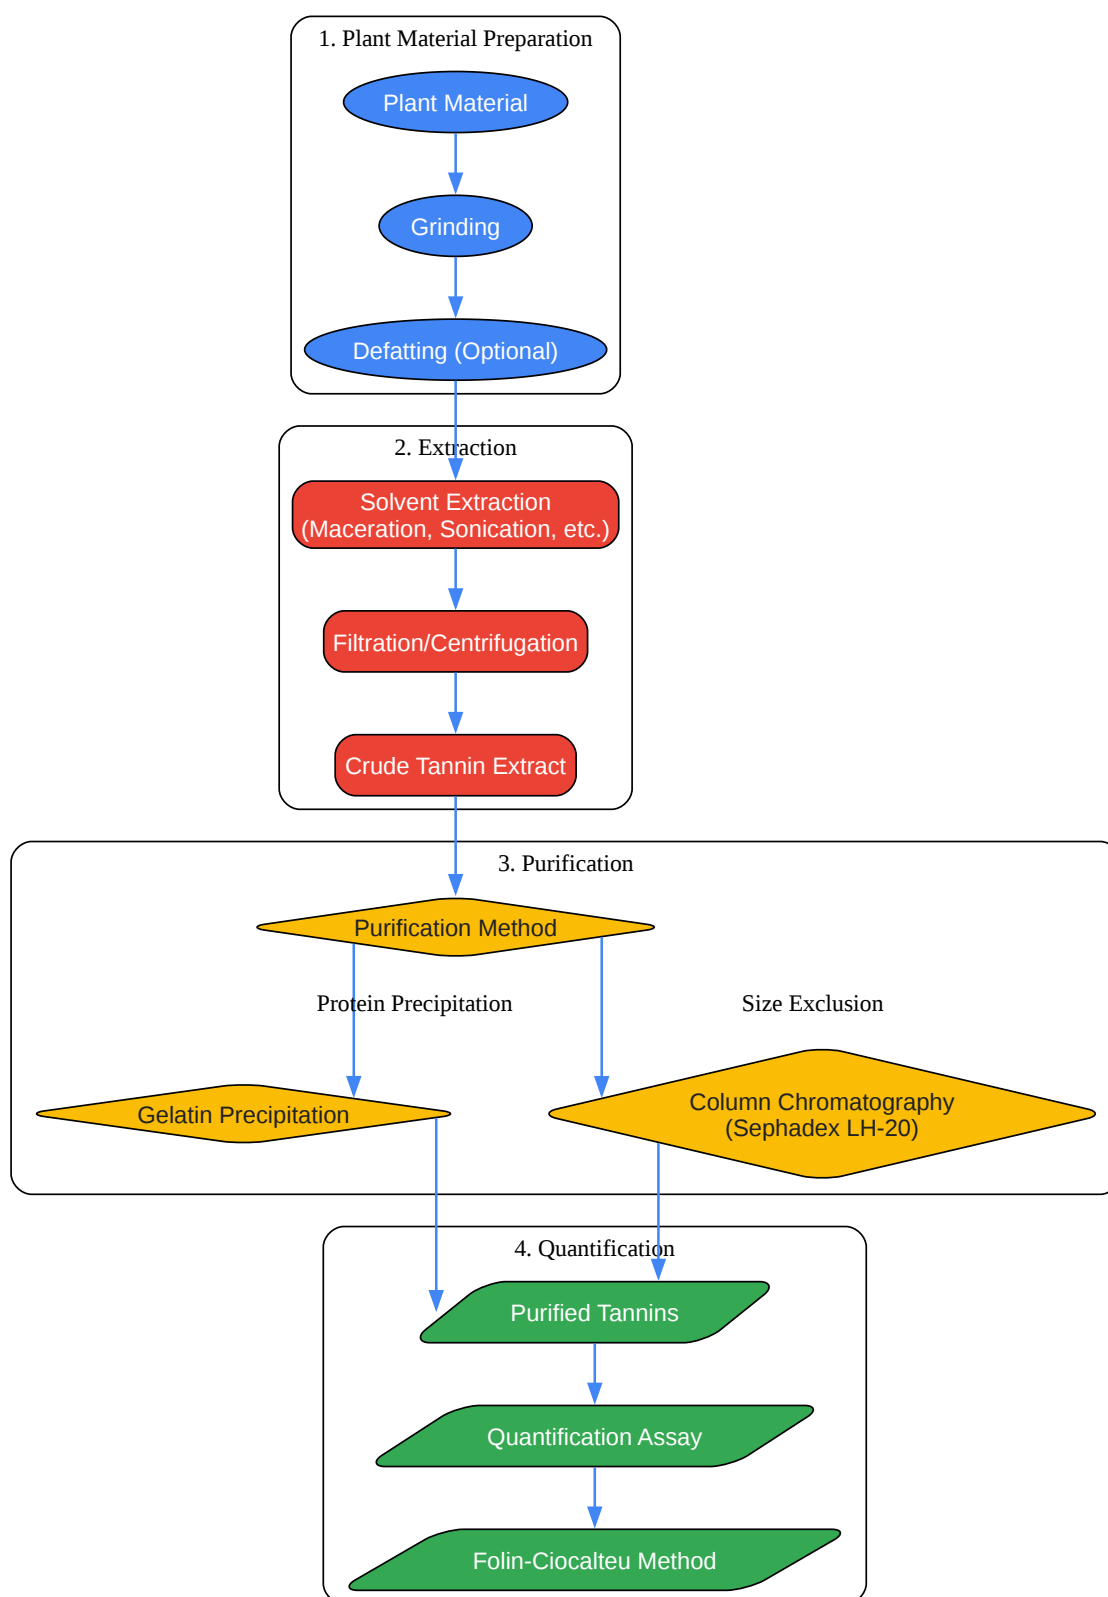 1. Plant Material Preparation
Plant Material
Grinding
Defatting (Optional)
2. Extraction
Solvent Extraction
(Maceration, Sonication, etc.)
Filtration/Centrifugation
Crude Tannin Extract
3. Purification
Purification Method
Protein Precipitation
Size Exclusion
Gelatin Precipitation
Column Chromatography
(Sephadex LH-20)
4. Quantification
Purified Tannins
Quantification Assay
Folin-Ciocalteu Method